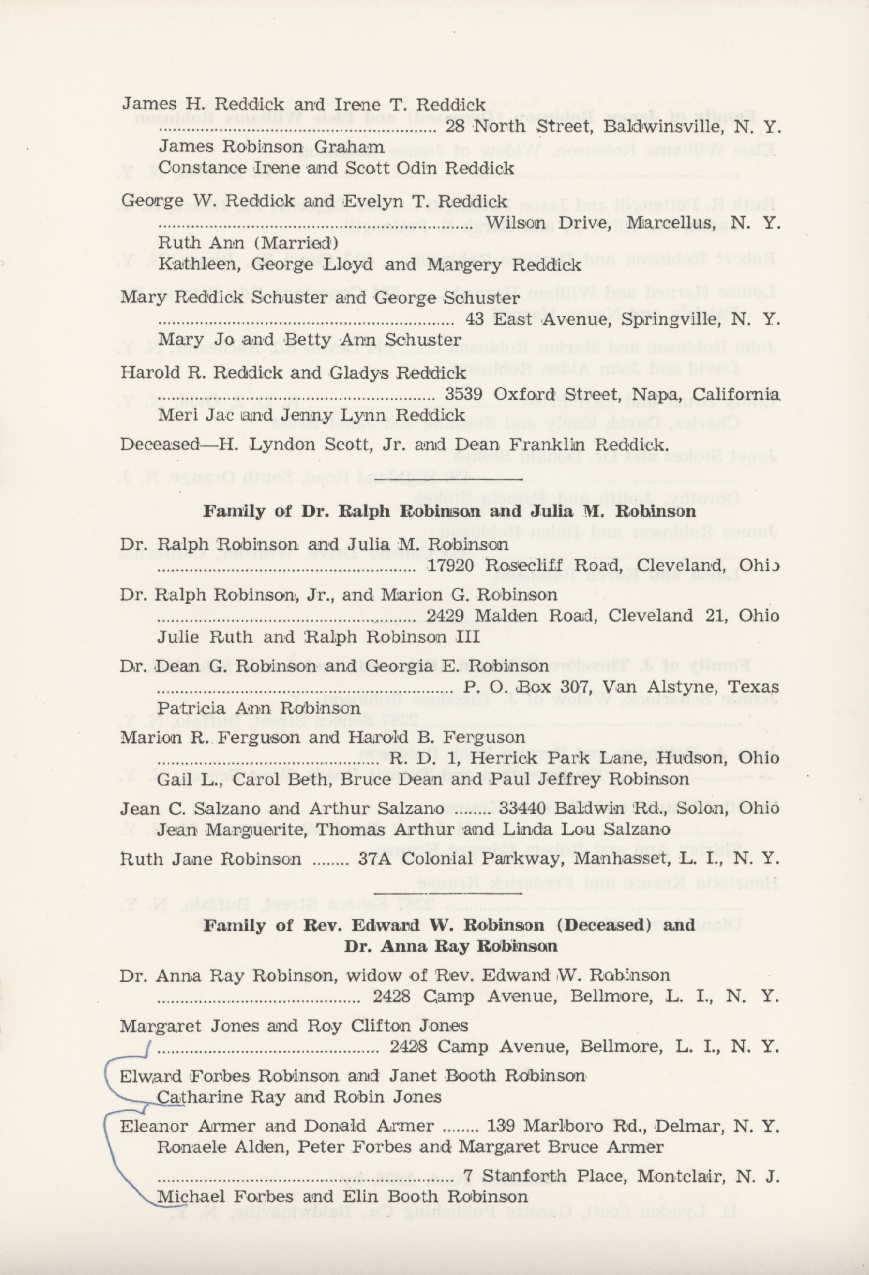 James H. Reddick and Irene T. Reddick
.............................................................. 28 North Street, Baldwinsville, N. Y.
James Robinson Graham
Constance Irene and Scott Odin Reddick
George W. Reddick and Evelyn T. Reddick
....................................................................... Wilson Drive, Marcellus, N. Y.
Ruth Ann (Married)
Kathleen, George Lloyd and Margery Reddick
Mary Reddick Schuster and George Schuster
.................................................................. 43 East Avenue, Springville, N. Y.
Mary Jo and Betty Ann Schuster
Harold R. Reddick and Gladys Reddick
.............................................................. 3539 Oxford Street, Napa, California
Meri Jac and Jenny Lynn Reddick
Deceased—H. Lyndon Scott, Jr. and Dean Franklin Reddick.
Family of Dr. Ralph Robinson and Julia M. Robinson
Dr. Ralph Robinson and Julia M. Robinson
.......................................................... 17920 Rosecliff Road, Cleveland, Ohio
Dr. Ralph Robinson, Jr., and Marion G. Robinson
.......................................................... 2429 Malden Road, Cleveland 21, Ohio
Julie Ruth and Ralph Robinson III
Dr. Dean G. Robinson and Georgia E. Robinson
.................................................................. P. O. Box 307, Van Alstyne, Texas
Patricia Ann Robinson
Marion R. Ferguson and Harold B. Ferguson
.................................................. R. D. 1, Herrick Park Lane, Hudson, Ohio
Gail L., Carol Beth, Bruce Dean and Paul Jeffrey Robinson
Jean C. Salzano and Arthur Salzano ........ 33440 Baldwin Rd., Solon, Ohio
Jean Marguerite, Thomas Arthur and Linda Lou Salzano
Ruth Jane Robinson ........ 37A Colonial Parkway, Manhasset, L. I., N. Y.
Family of Rev. Edward W. Robinson (Deceased) and
Dr. Anna Ray Robinson
Dr. Anna Ray Robinson, widow of Rev. Edward W. Robinson
.............................................. 2428 Camp Avenue, Bellmore, L. I., N. Y.
Margaret Jones and Roy Clifton Jones
.................................................. 2428 Camp Avenue, Bellmore, L. I., N. Y.
Elward Forbes Robinson and Janet Booth Robinson
Catharine Ray and Robin Jones
Eleanor Armer and Donald Armer ........ 139 Marlboro Rd., Delmar, N. Y.
Ronaele Alden, Peter Forbes and Margaret Bruce Armer
.................................................................. 7 Stanforth Place, Montclair, N. J.
Michael Forbes and Elin Booth Robinson